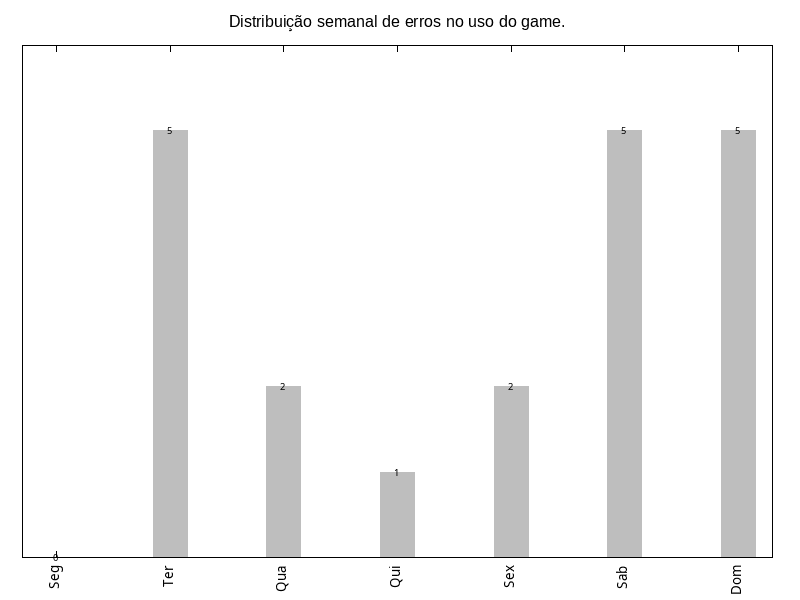 Distribuição semanal de erros no uso do game.
5
5
5
2
2
1
0
Seg
Ter
Qua
Qui
Sex
Sab
Dom